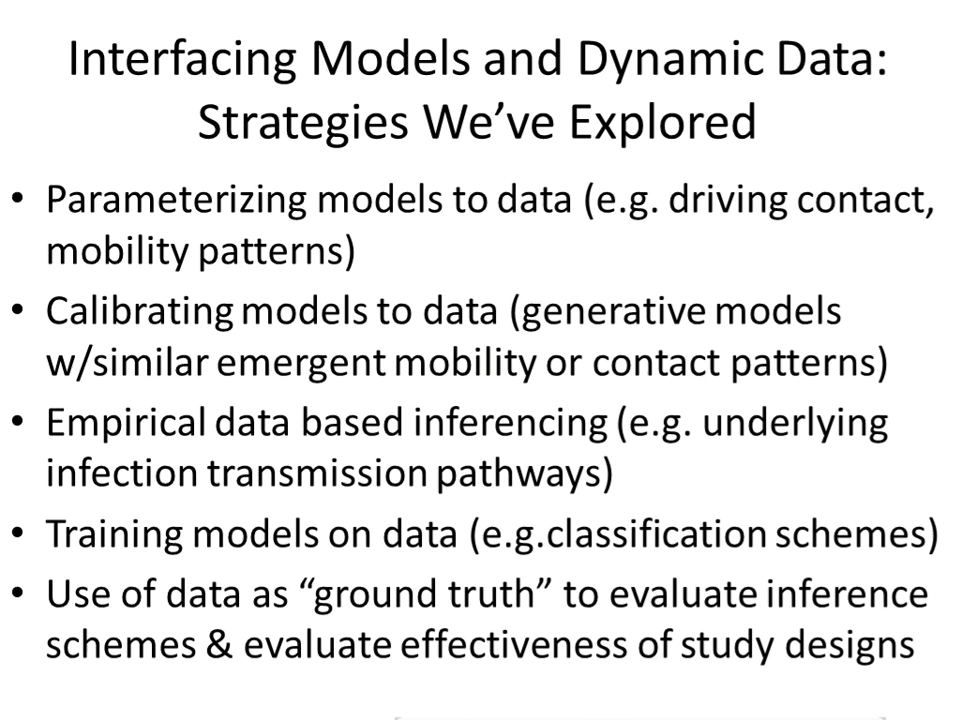 Interfacing Models and Dynamic Data:
Strategies We’ve Explored
• Parameterizing models to data (e.g. driving contact,
mobility patterns)
• Calibrating models to data (generative models
w/similar emergent mobility or contact patterns)
• Empirical data based inferencing (e.g. underlying
infection transmission pathways)
• Training models on data (e.g.classification schemes)
• Use of data as “ground truth” to evaluate inference
schemes & evaluate effectiveness of study designs